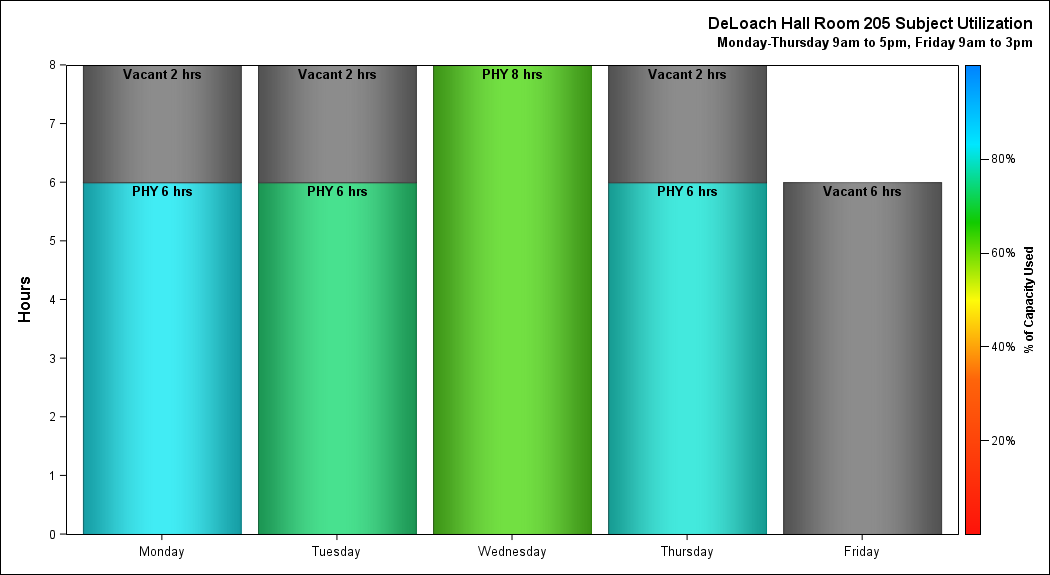 DeLoach Hall Room 205 Subject Utilization
Monday-Thursday 9am to 5pm, Friday 9am to 3pm
Hours
8
7
6
5
4
3
2
1
0
Vacant 2 hrs
PHY 6 hrs
Vacant 2 hrs
PHY 6 hrs
PHY 8 hrs
Vacant 2 hrs
PHY 6 hrs
Vacant 6 hrs
Monday
Tuesday
Wednesday
Thursday
Friday
80%
60%
40%
20%
% of Capacity Used